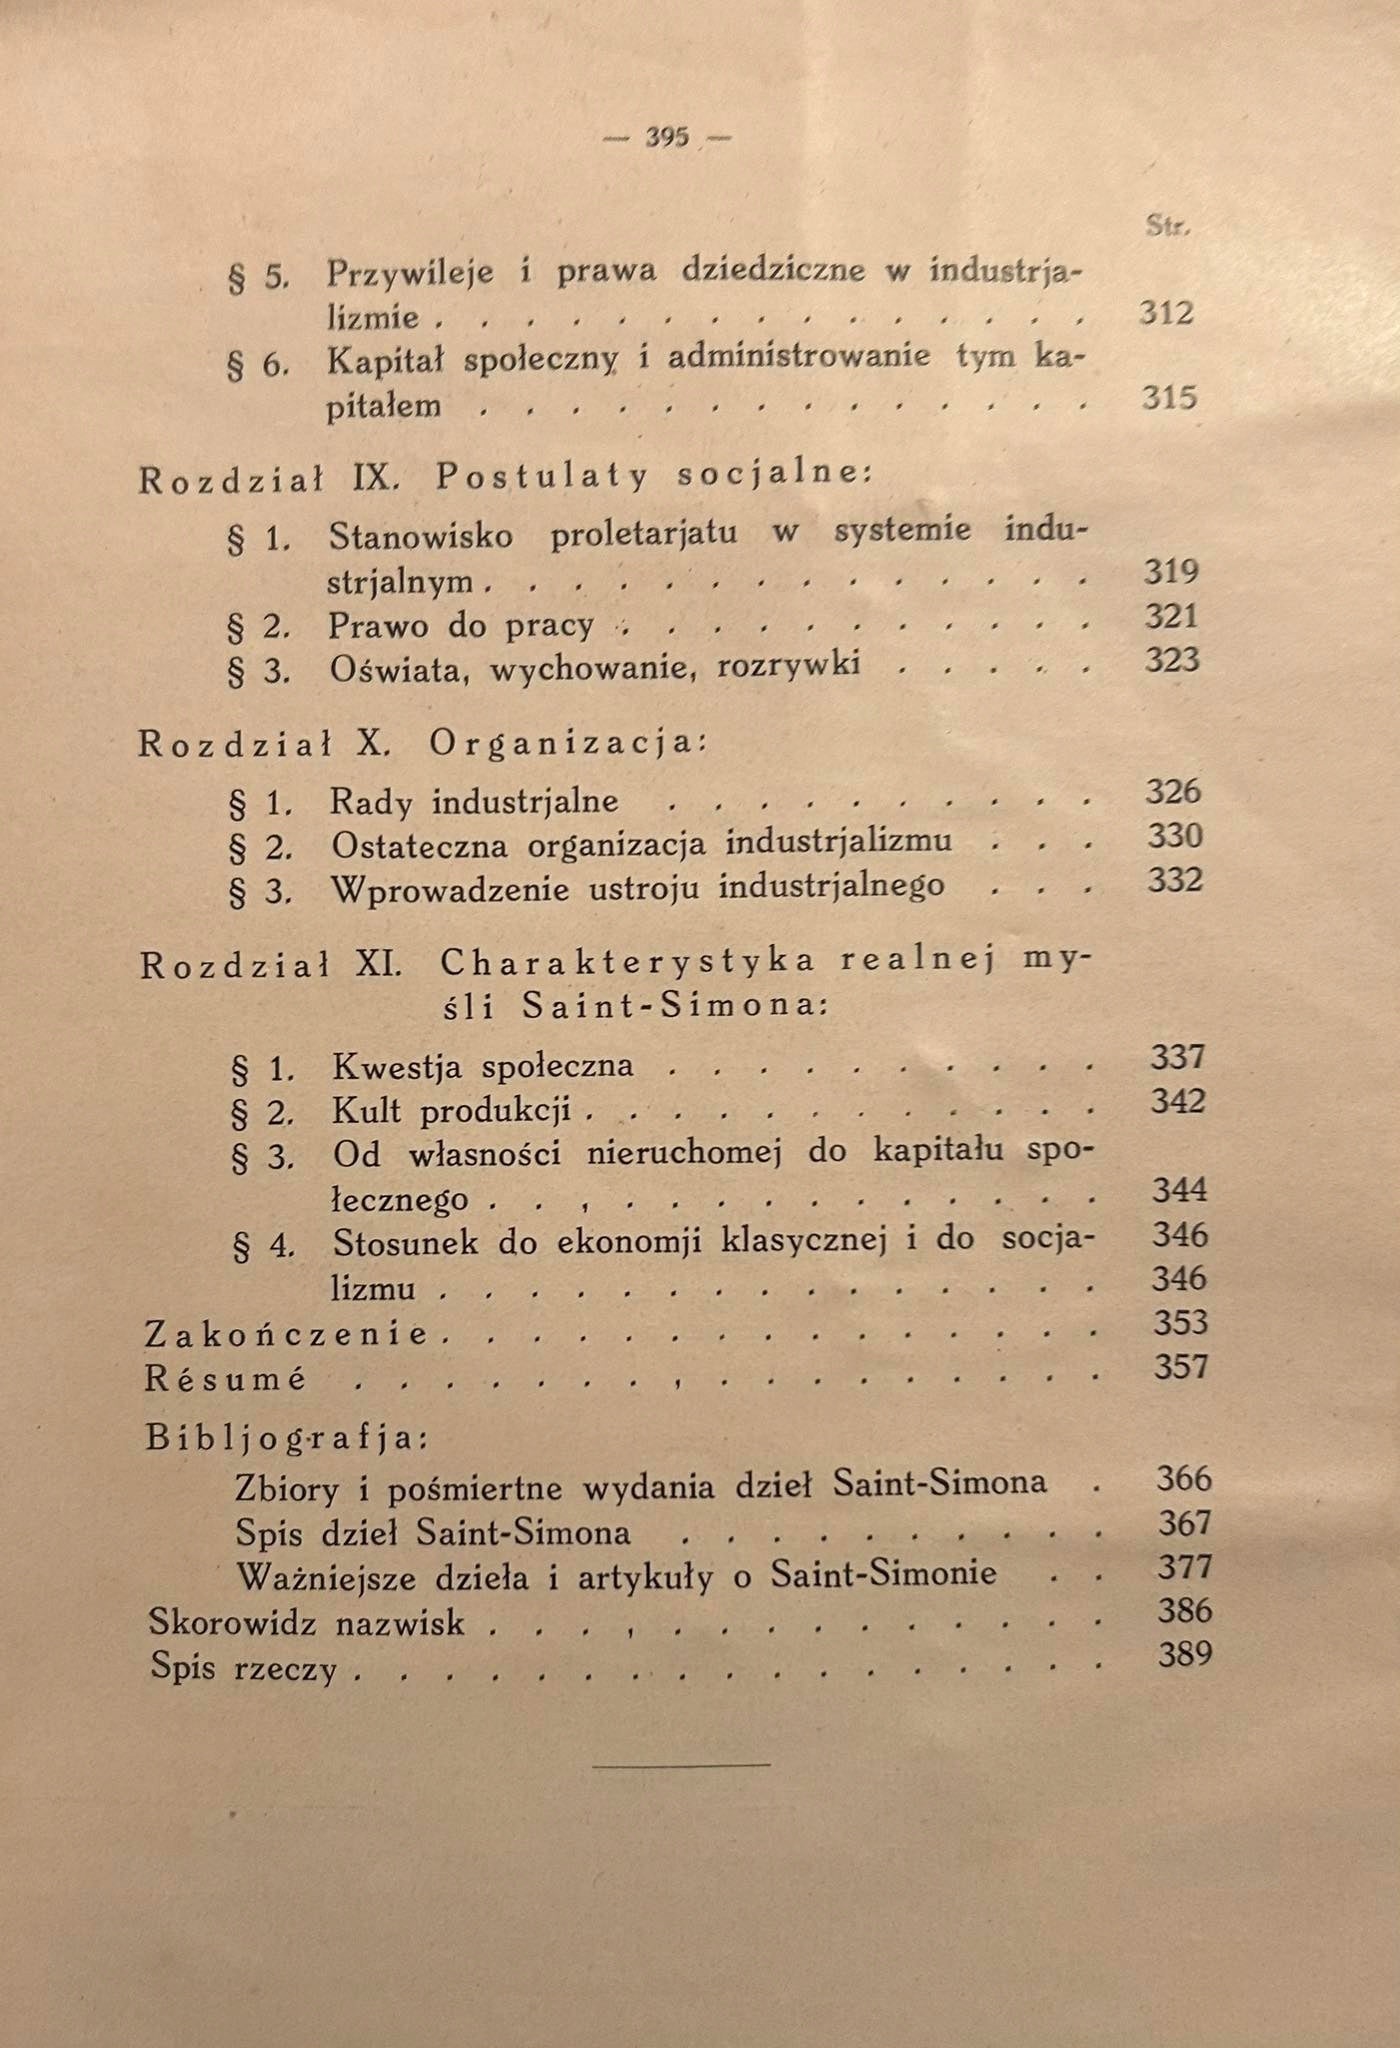 — 395 —
Str.
§ 5. Przywileje i prawa dziedziczne w industrja-
lizmie . . . . . . . . . . . . . . . 312
§ 6. Kapitał społeczny i administrowanie tym ka-
pitałem . . . . . . . . . . . . . . 315
Rozdział IX. Postulaty socjalne:
§ 1. Stanowisko proletarjatu w systemie indu-
strjalnym . . . . . . . . . . . . . . 319
§ 2. Prawo do pracy . . . . . . . . . . . 321
§ 3. Oświata, wychowanie, rozrywki . . . . . 323
Rozdział X. Organizacja:
§ 1. Rady industrjalne . . . . . . . . . . 326
§ 2. Ostateczna organizacja industrjalizmu . . . 330
§ 3. Wprowadzenie ustroju industrjalnego . . . 332
Rozdział XI. Charakterystyka realnej my-
śli Saint-Simona:
§ 1. Kwestja społeczna . . . . . . . . . . 337
§ 2. Kult produkcji . . . . . . . . . . . . 342
§ 3. Od własności nieruchomej do kapitału spo-
łecznego . . . . . . . . . . . . . . 344
§ 4. Stosunek do ekonomji klasycznej i do socja- 346
lizmu . . . . . . . . . . . . . . . 346
Zakończenie . . . . . . . . . . . . . . . 353
Résumé . . . . . . . . . . . . . . . . . 357
Bibljografja:
Zbiory i pośmiertne wydania dzieł Saint-Simona . 366
Spis dzieł Saint-Simona . . . . . . . . . . 367
Ważniejsze dzieła i artykuły o Saint-Simonie . . 377
Skorowidz nazwisk . . . . . . . . . . . . . . 386
Spis rzeczy . . . . . . . . . . . . . . . . . 389